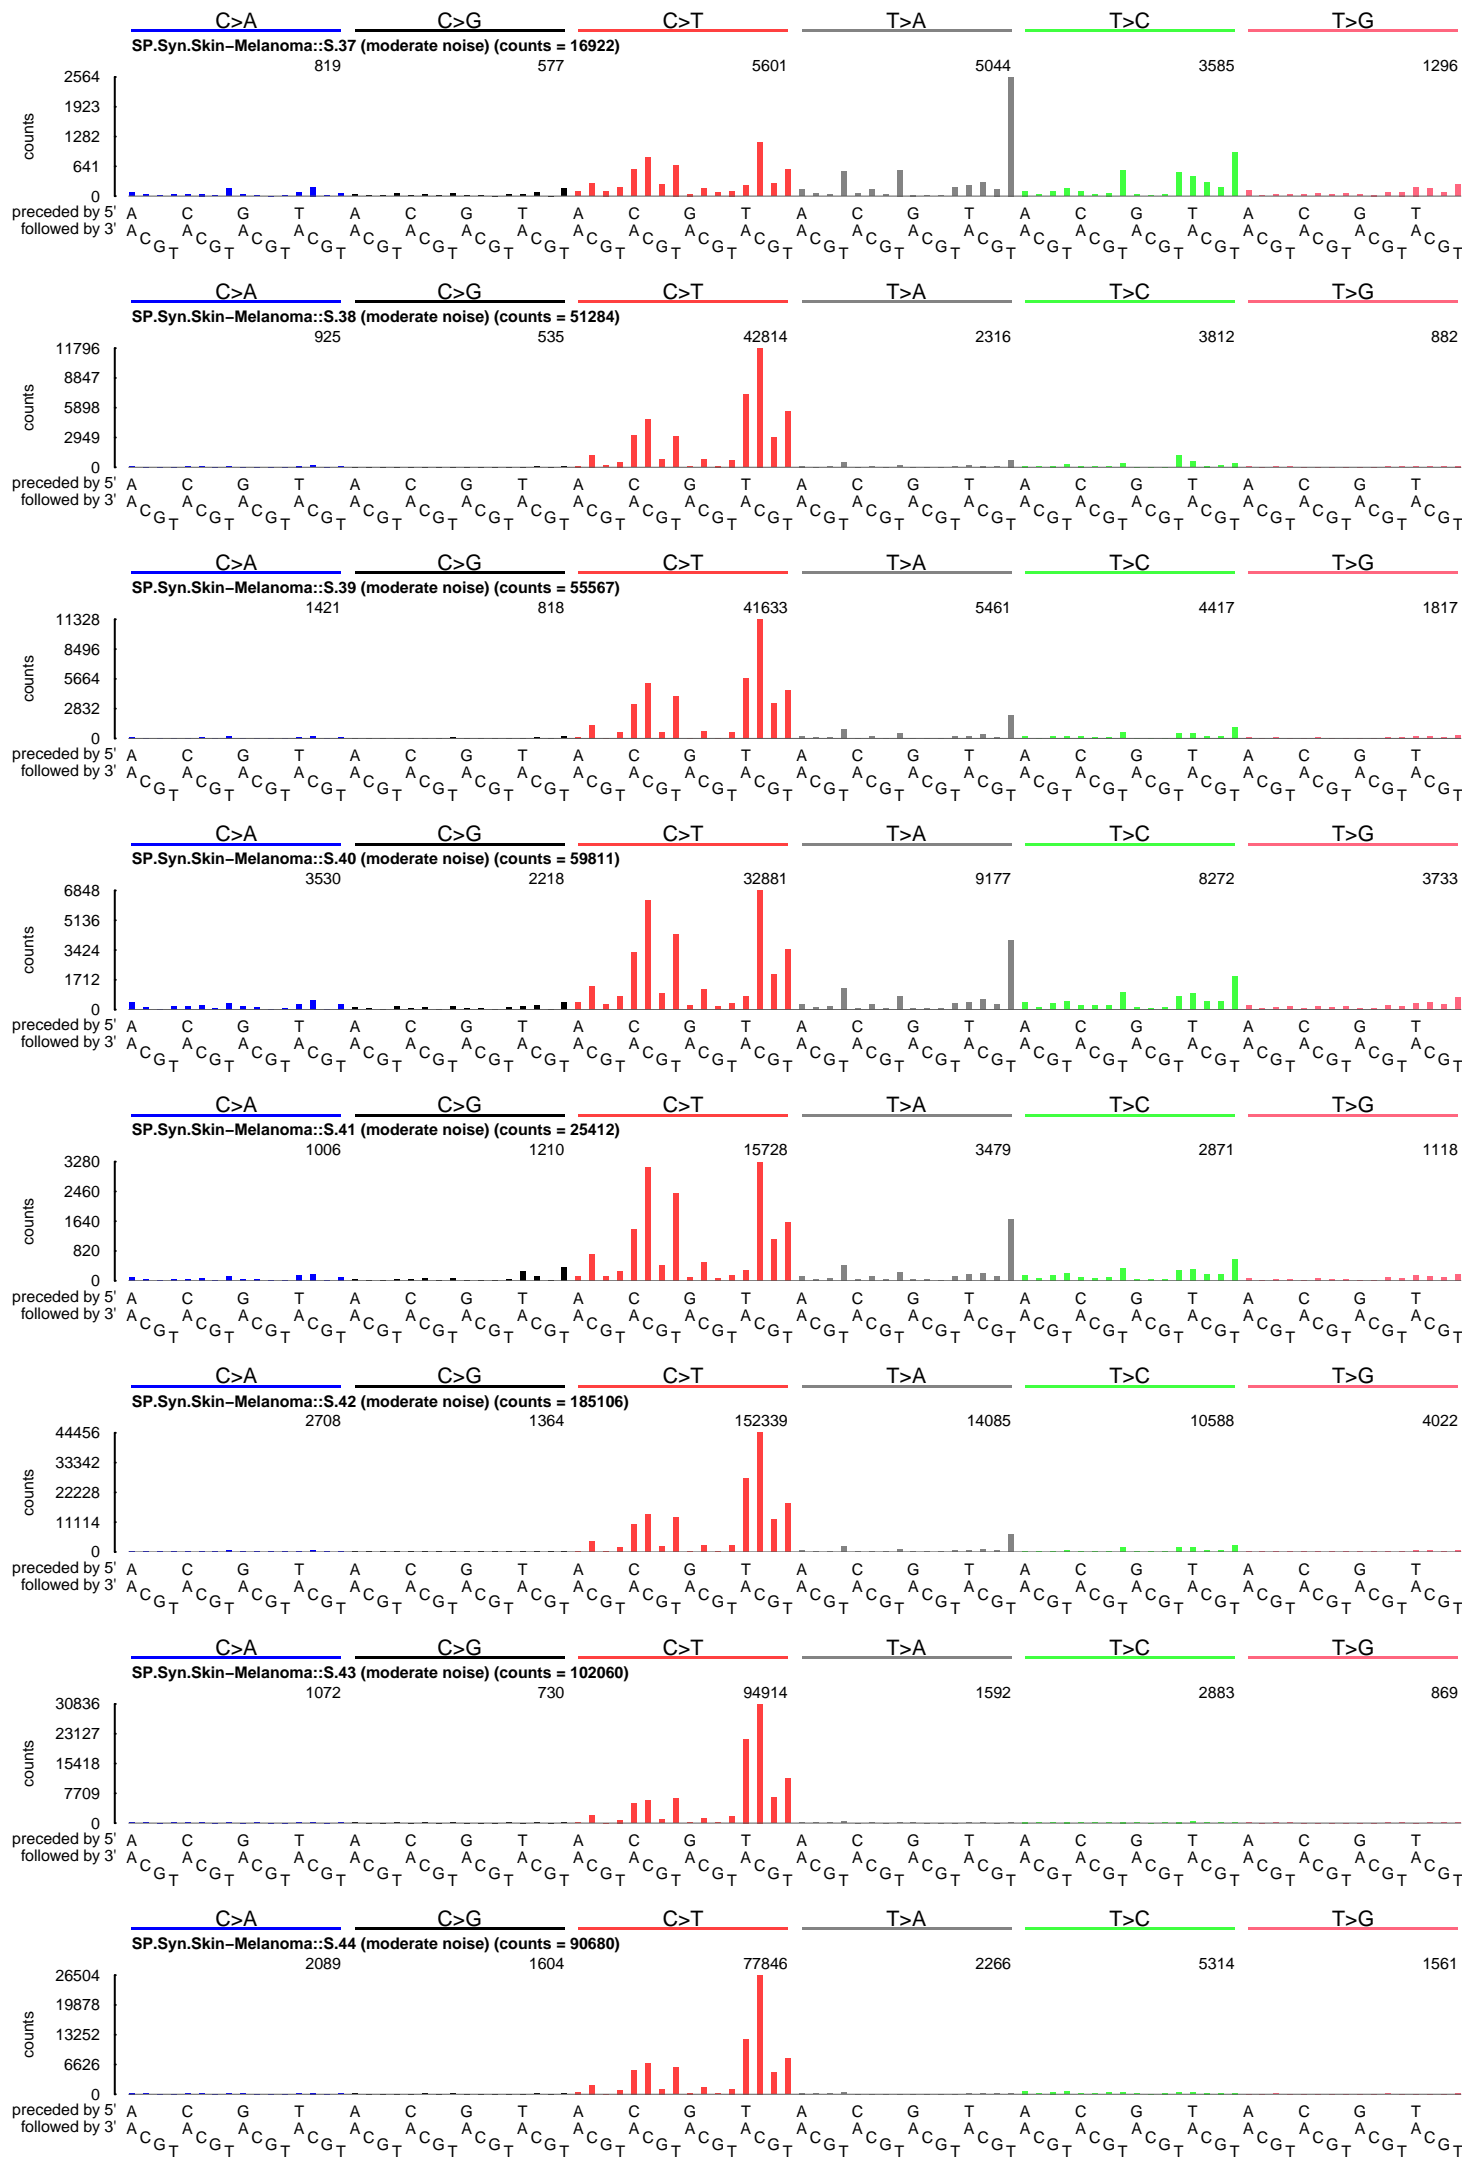 C>A C>G C>T T>A T>C T>G
SP.Syn.Skin−Melanoma::S.37 (moderate noise) (counts = 16922)
819 577 5601 5044 3585 1296
2564
1923
1282
641
0
counts
preceded by 5' A C G T A C G T A C G T A C G T A C G T A C G T
followed by 3' A C G T A C G T A C G T A C G T A C G T A C G T A C G T A C G T A C G T A C G T A C G T A C G T A C G T A C G T A C G T A C G T A C G T A C G T A C G T A C G T A C G T A C G T A C G T A C G T
C>A C>G C>T T>A T>C T>G
SP.Syn.Skin−Melanoma::S.38 (moderate noise) (counts = 51284)
925 535 42814 2316 3812 882
11796
8847
5898
2949
0
counts
preceded by 5' A C G T A C G T A C G T A C G T A C G T A C G T
followed by 3' A C G T A C G T A C G T A C G T A C G T A C G T A C G T A C G T A C G T A C G T A C G T A C G T A C G T A C G T A C G T A C G T A C G T A C G T A C G T A C G T A C G T A C G T A C G T A C G T
C>A C>G C>T T>A T>C T>G
SP.Syn.Skin−Melanoma::S.39 (moderate noise) (counts = 55567)
1421 818 41633 5461 4417 1817
11328
8496
5664
2832
0
counts
preceded by 5' A C G T A C G T A C G T A C G T A C G T A C G T
followed by 3' A C G T A C G T A C G T A C G T A C G T A C G T A C G T A C G T A C G T A C G T A C G T A C G T A C G T A C G T A C G T A C G T A C G T A C G T A C G T A C G T A C G T A C G T A C G T A C G T
C>A C>G C>T T>A T>C T>G
SP.Syn.Skin−Melanoma::S.40 (moderate noise) (counts = 59811)
3530 2218 32881 9177 8272 3733
6848
5136
3424
1712
0
counts
preceded by 5' A C G T A C G T A C G T A C G T A C G T A C G T
followed by 3' A C G T A C G T A C G T A C G T A C G T A C G T A C G T A C G T A C G T A C G T A C G T A C G T A C G T A C G T A C G T A C G T A C G T A C G T A C G T A C G T A C G T A C G T A C G T A C G T
C>A C>G C>T T>A T>C T>G
SP.Syn.Skin−Melanoma::S.41 (moderate noise) (counts = 25412)
1006 1210 15728 3479 2871 1118
3280
2460
1640
820
0
counts
preceded by 5' A C G T A C G T A C G T A C G T A C G T A C G T
followed by 3' A C G T A C G T A C G T A C G T A C G T A C G T A C G T A C G T A C G T A C G T A C G T A C G T A C G T A C G T A C G T A C G T A C G T A C G T A C G T A C G T A C G T A C G T A C G T A C G T
C>A C>G C>T T>A T>C T>G
SP.Syn.Skin−Melanoma::S.42 (moderate noise) (counts = 185106)
2708 1364 152339 14085 10588 4022
44456
33342
22228
11114
0
counts
preceded by 5' A C G T A C G T A C G T A C G T A C G T A C G T
followed by 3' A C G T A C G T A C G T A C G T A C G T A C G T A C G T A C G T A C G T A C G T A C G T A C G T A C G T A C G T A C G T A C G T A C G T A C G T A C G T A C G T A C G T A C G T A C G T A C G T
C>A C>G C>T T>A T>C T>G
SP.Syn.Skin−Melanoma::S.43 (moderate noise) (counts = 102060)
1072 730 94914 1592 2883 869
30836
23127
15418
7709
0
counts
preceded by 5' A C G T A C G T A C G T A C G T A C G T A C G T
followed by 3' A C G T A C G T A C G T A C G T A C G T A C G T A C G T A C G T A C G T A C G T A C G T A C G T A C G T A C G T A C G T A C G T A C G T A C G T A C G T A C G T A C G T A C G T A C G T A C G T
C>A C>G C>T T>A T>C T>G
SP.Syn.Skin−Melanoma::S.44 (moderate noise) (counts = 90680)
2089 1604 77846 2266 5314 1561
26504
19878
13252
6626
0
counts
preceded by 5' A C G T A C G T A C G T A C G T A C G T A C G T
followed by 3' A C G T A C G T A C G T A C G T A C G T A C G T A C G T A C G T A C G T A C G T A C G T A C G T A C G T A C G T A C G T A C G T A C G T A C G T A C G T A C G T A C G T A C G T A C G T A C G T